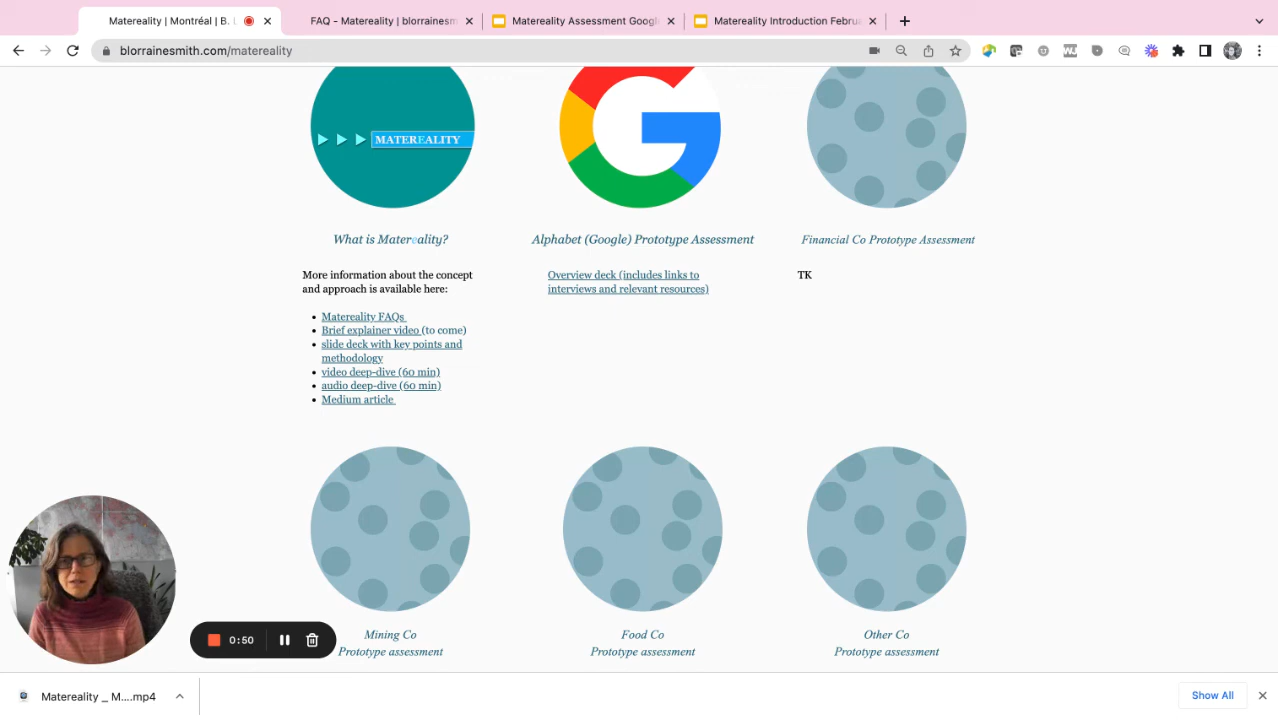 Matereality | Montréal | B. L
FAQ - Matereality | blorrainesm
Matereality Assessment Google
Matereality Introduction Februa
blorrainesmith.com/matereality
MATEREALITY
What is Matereality?
Alphabet (Google) Prototype Assessment
Financial Co Prototype Assessment
More information about the concept
and approach is available here:
Overview deck (includes links to
interviews and relevant resources)
TK
• Matereality FAQs
• Brief explainer video (to come)
• slide deck with key points and
methodology
• video deep-dive (60 min)
• audio deep-dive (60 min)
• Medium article
0:50
Mining Co
Prototype assessment
Food Co
Prototype assessment
Other Co
Prototype assessment
Matereality _ M....mp4
Show All